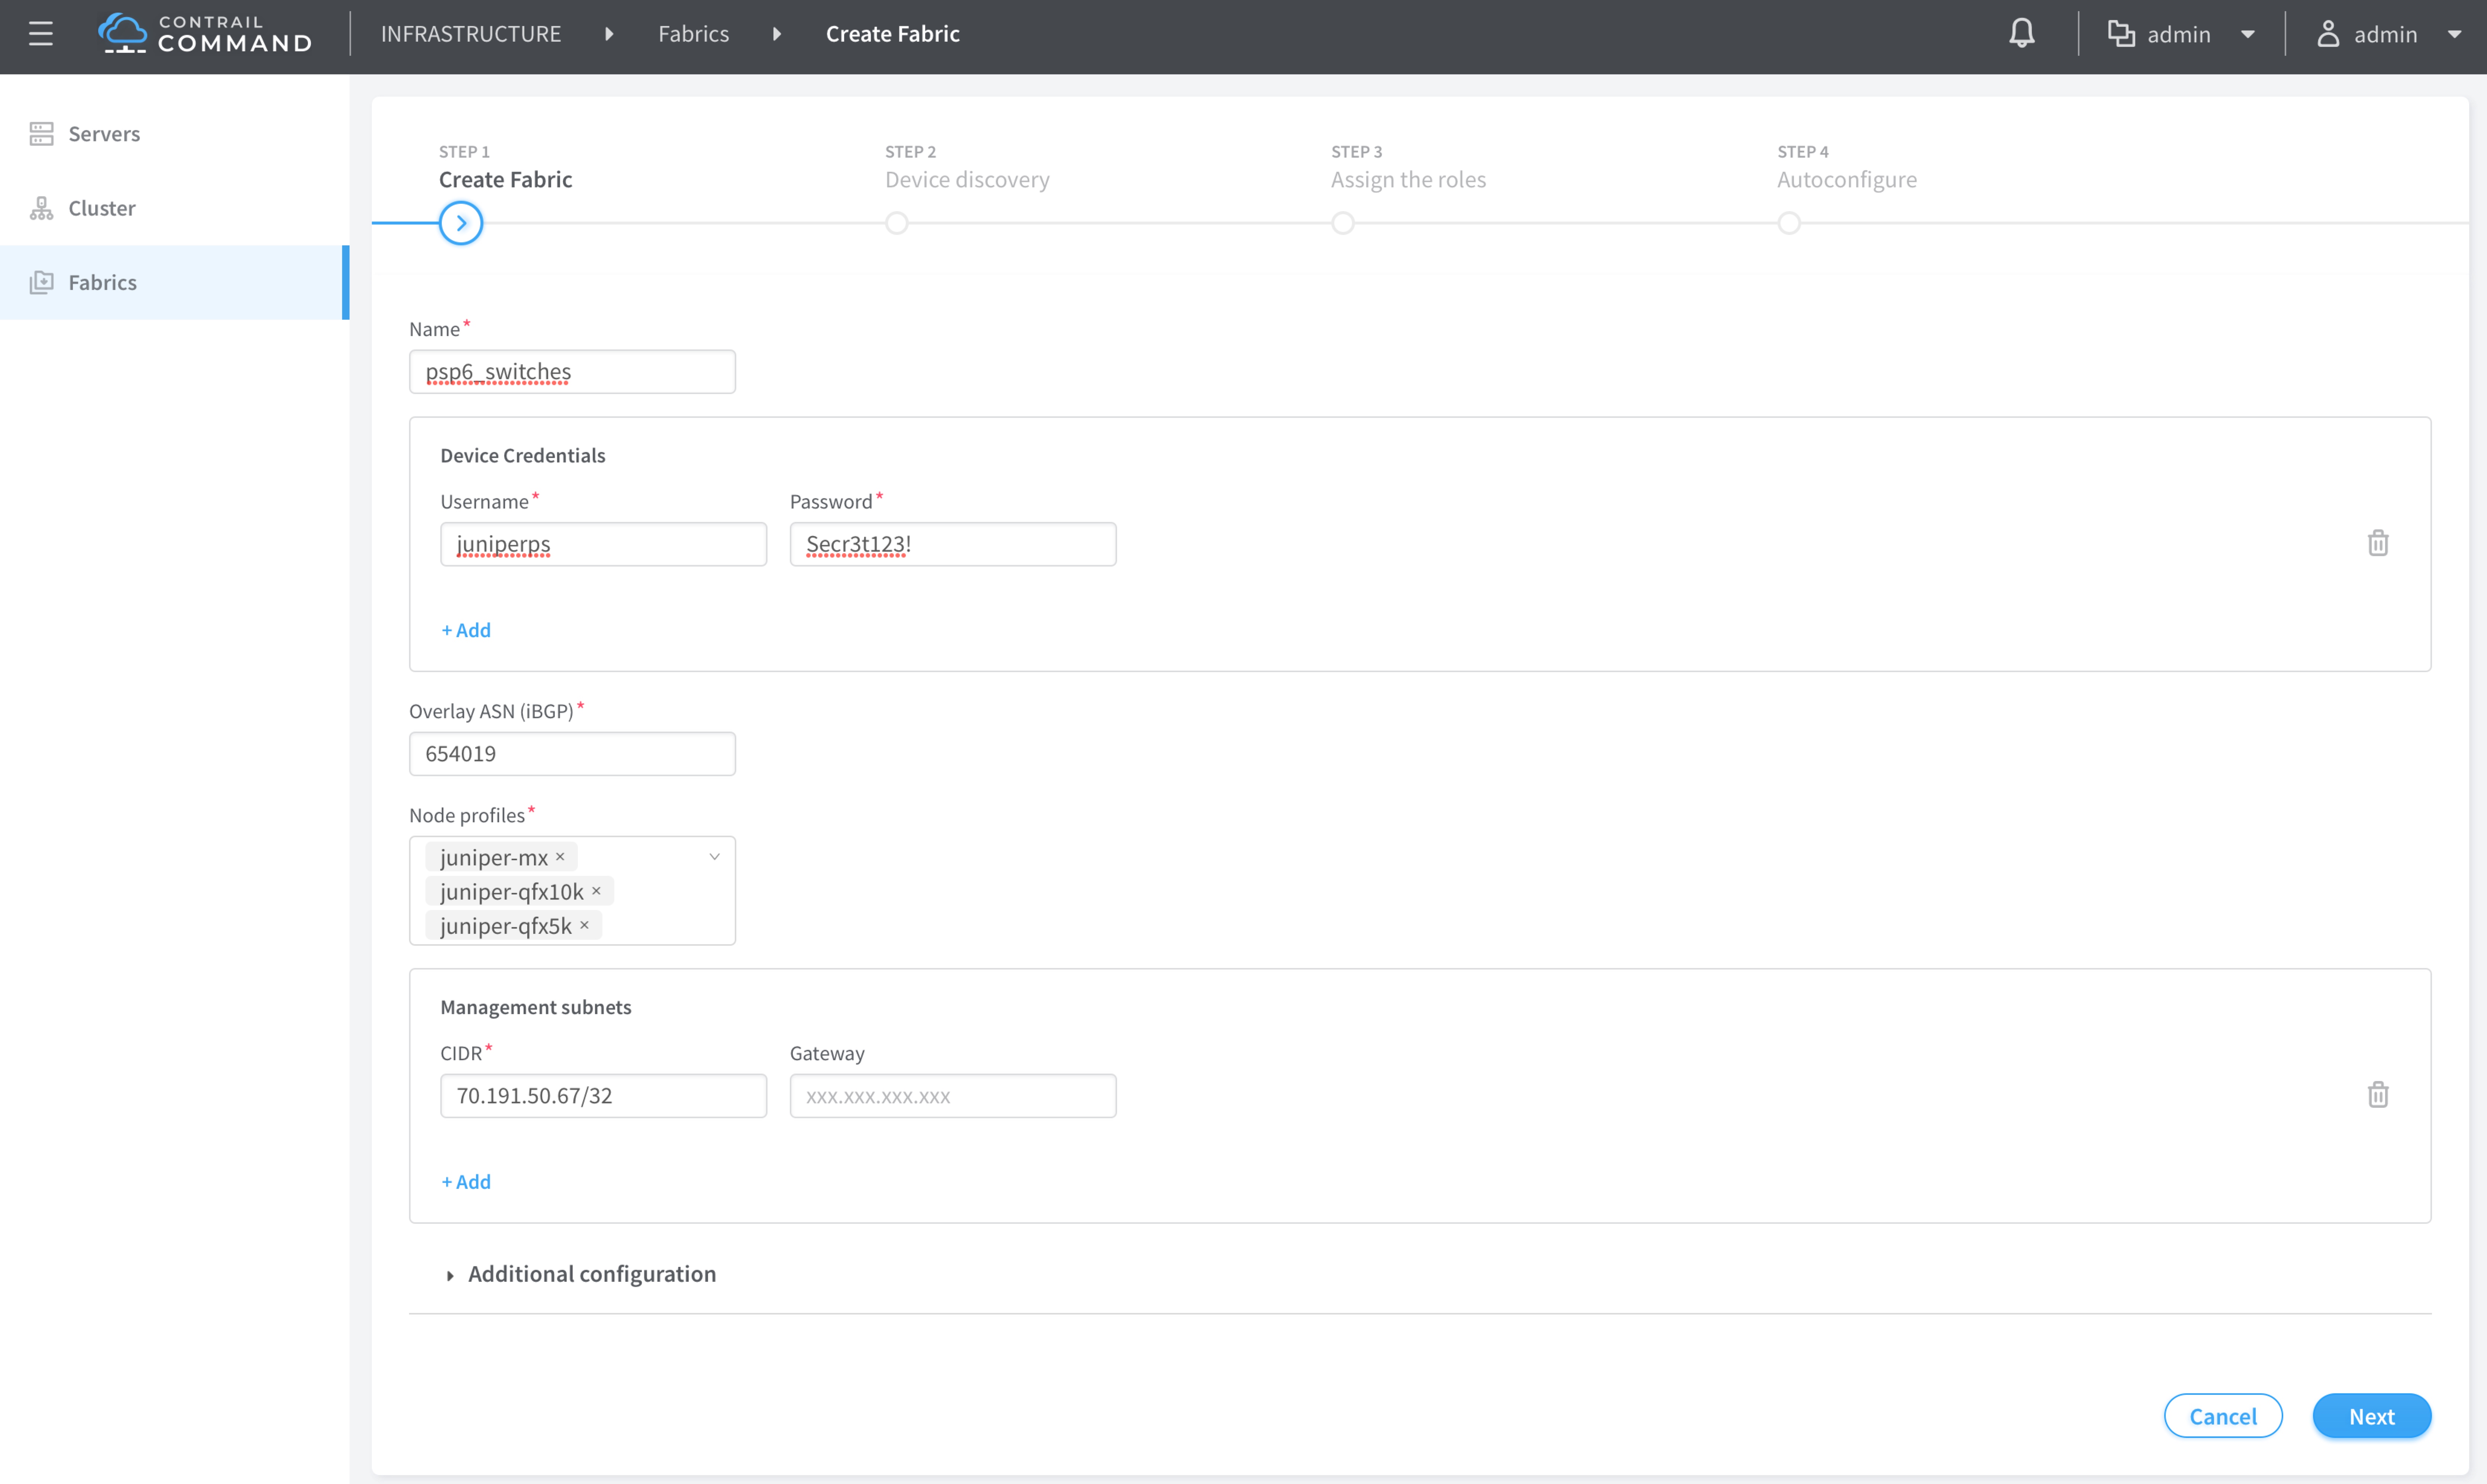 CONTRAIL
COMMAND
INFRASTRUCTURE Fabrics Create Fabric admin admin
Servers
Cluster
Fabrics
STEP 1 STEP 2 STEP 3 STEP 4
Create Fabric Device discovery Assign the roles Autoconfigure
Name*
psp6_switches
Device Credentials
Username* Password*
juniperps Secr3t123!
+ Add
Overlay ASN (iBGP)*
654019
Node profiles*
juniper-mx ×
juniper-qfx10k ×
juniper-qfx5k ×
Management subnets
CIDR* Gateway
70.191.50.67/32 xxx.xxx.xxx.xxx
+ Add
Additional configuration
Cancel Next